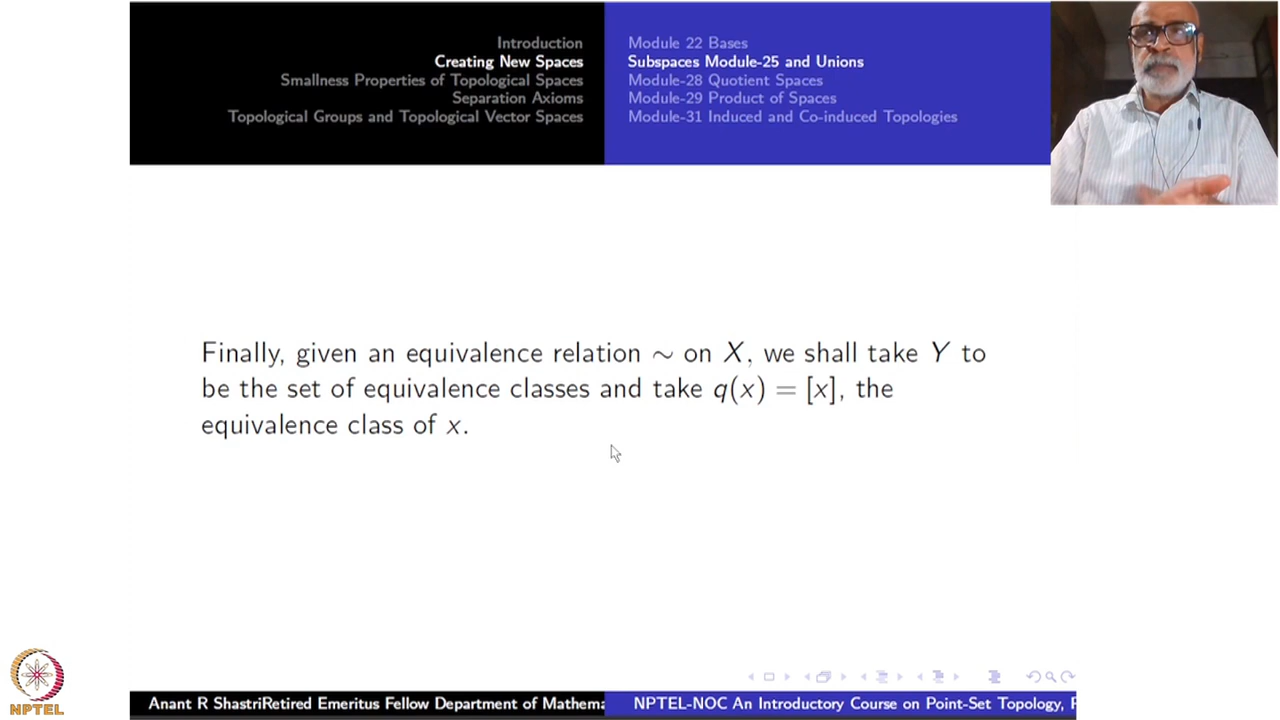 Introduction
Creating New Spaces
Smallness Properties of Topological Spaces
Separation Axioms
Topological Groups and Topological Vector Spaces
Module 22 Bases
Subspaces Module-25 and Unions
Module-28 Quotient Spaces
Module-29 Product of Spaces
Module-31 Induced and Co-induced Topologies
Finally, given an equivalence relation ∼ on X, we shall take Y to
be the set of equivalence classes and take q(x) = [x], the
equivalence class of x.
NPTEL
Anant R ShastriRetired Emeritus Fellow Department of Mathema
NPTEL-NOC An Introductory Course on Point-Set Topology, P